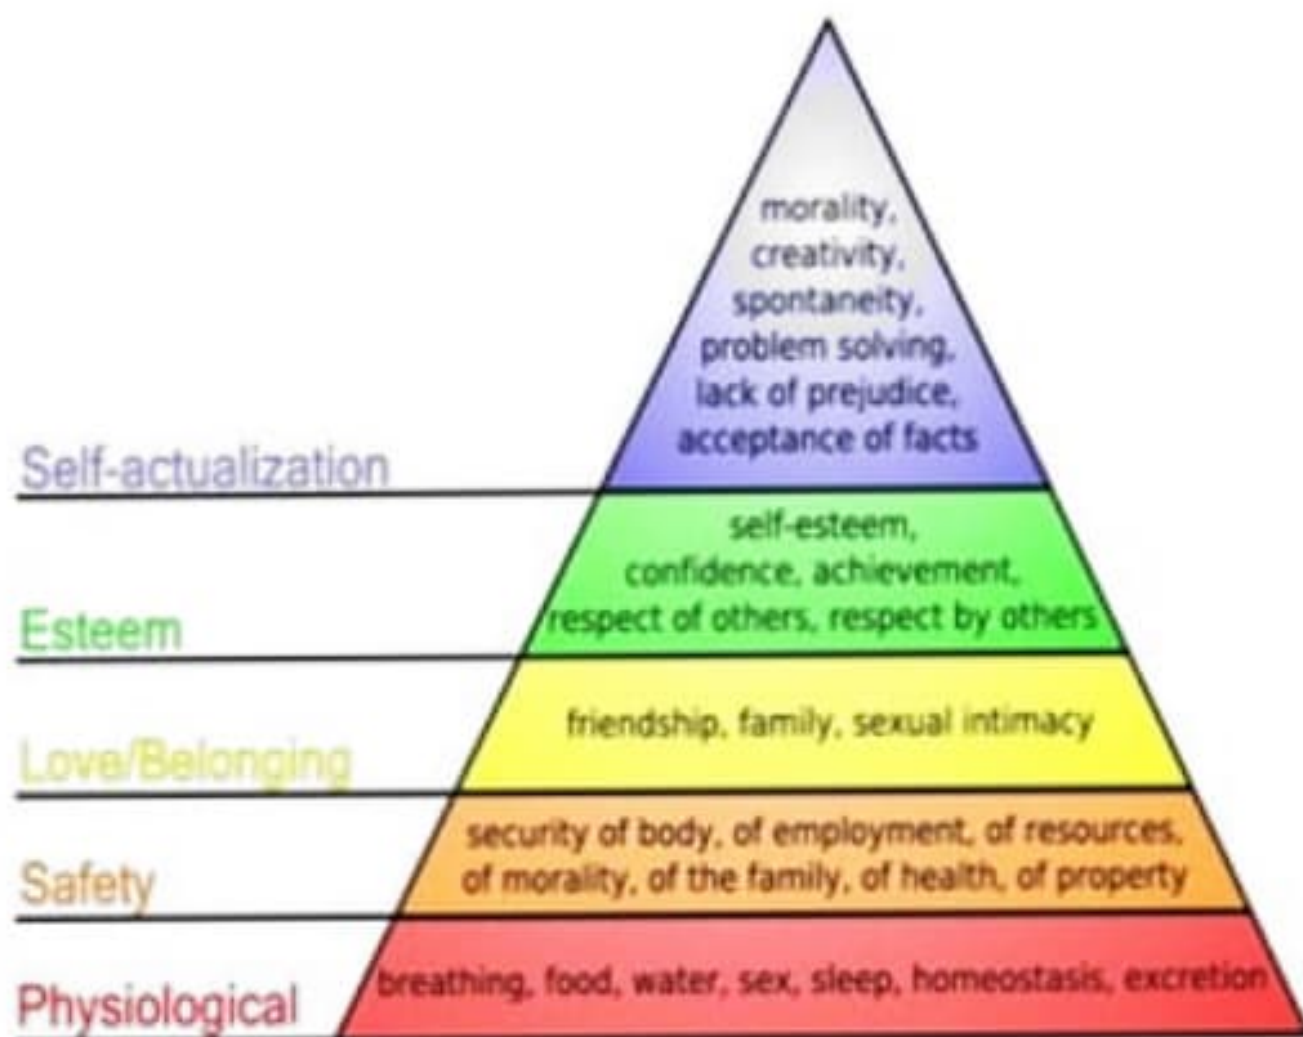 morality,
creativity,
spontaneity,
problem solving,
lack of prejudice,
acceptance of facts
Self-actualization
self-esteem,
confidence, achievement,
respect of others, respect by others
Esteem
friendship, family, sexual intimacy
Love/Belonging
security of body, of employment, of resources,
of morality, of the family, of health, of property
Safety
breathing, food, water, sex, sleep, homeostasis, excretion
Physiological